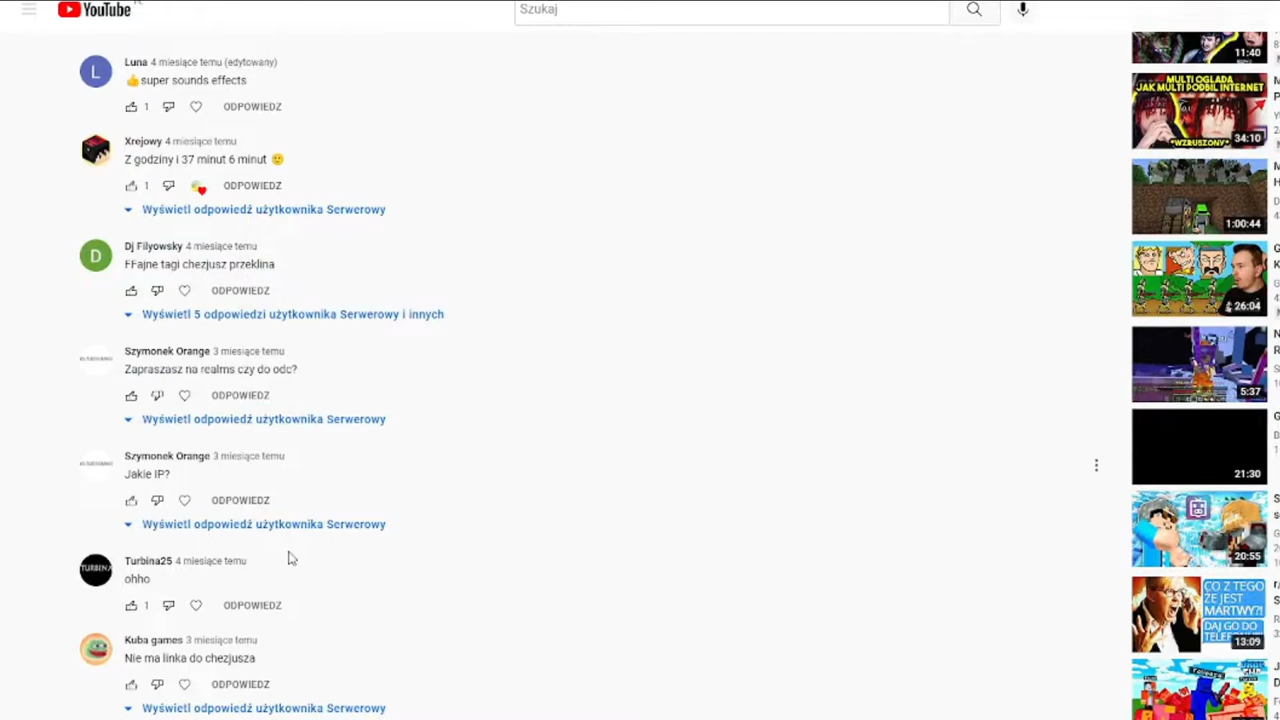 YouTube
Szukaj
L
Luna 4 miesiące temu (edytowany)
👍super sounds effects
1 ODPOWIEDZ
Xrejowy 4 miesiące temu
Z godziny i 37 minut 6 minut 🙂
1 ODPOWIEDZ
Wyświetl odpowiedź użytkownika Serwerowy
D
Dj Filyowsky 4 miesiące temu
FFajne tagi chezjusz przeklina
ODPOWIEDZ
Wyświetl 5 odpowiedzi użytkownika Serwerowy i innych
Szymonek Orange 3 miesiące temu
Zapraszasz na realms czy do odc?
ODPOWIEDZ
Wyświetl odpowiedź użytkownika Serwerowy
Szymonek Orange 3 miesiące temu
Jakie IP?
ODPOWIEDZ
Wyświetl odpowiedź użytkownika Serwerowy
TURBINA
Turbina25 4 miesiące temu
ohho
1 ODPOWIEDZ
Kuba games 3 miesiące temu
Nie ma linka do chezjusza
ODPOWIEDZ
Wyświetl odpowiedź użytkownika Serwerowy
11:40
MULTI OGLĄDA
JAK MULTI PODBIŁ INTERNET
*WZRUSZONY*
34:10
1:00:44
26:04
5:37
21:30
20:55
CO Z TEGO
ŻE JEST
MARTWY?!
DAJ GO DO
13:09